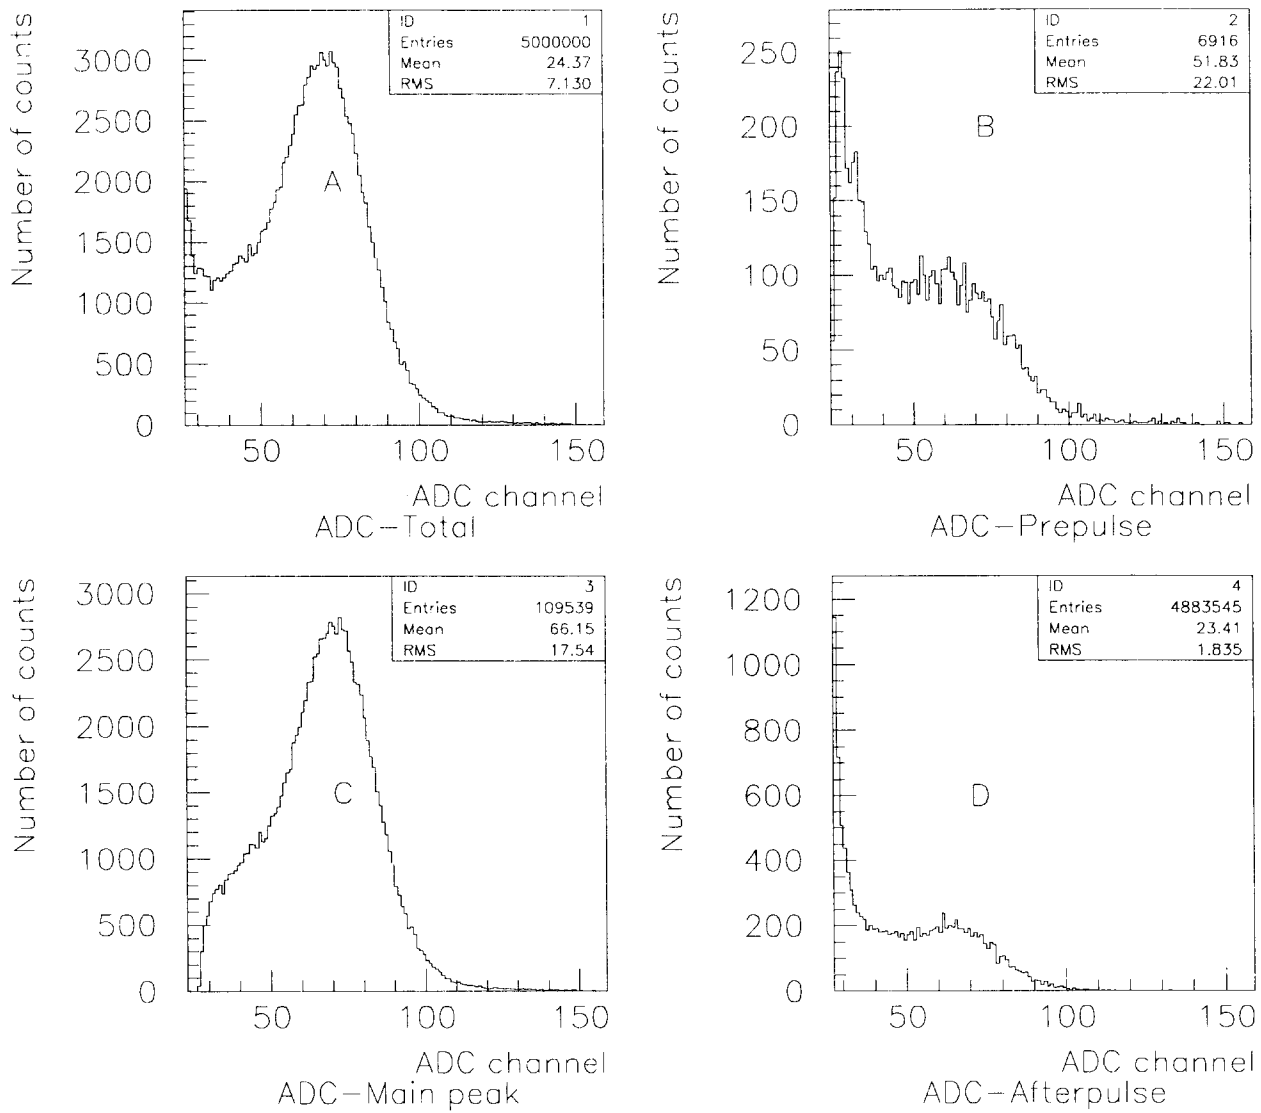 Number of counts
3000
2500
2000
1500
1000
500
0
50
100
150
ID 1
Entries 5000000
Mean 24.37
RMS 7.130
A
ADC channel
ADC-Total
Number of counts
250
200
150
100
50
0
50
100
150
ID 2
Entries 6916
Mean 51.83
RMS 22.01
B
ADC channel
ADC-Prepulse
Number of counts
3000
2500
2000
1500
1000
500
0
50
100
150
ID 3
Entries 109539
Mean 66.15
RMS 17.54
C
ADC channel
ADC-Main peak
Number of counts
1200
1000
800
600
400
200
0
50
100
150
ID 4
Entries 4883545
Mean 23.41
RMS 1.835
D
ADC channel
ADC-Afterpulse